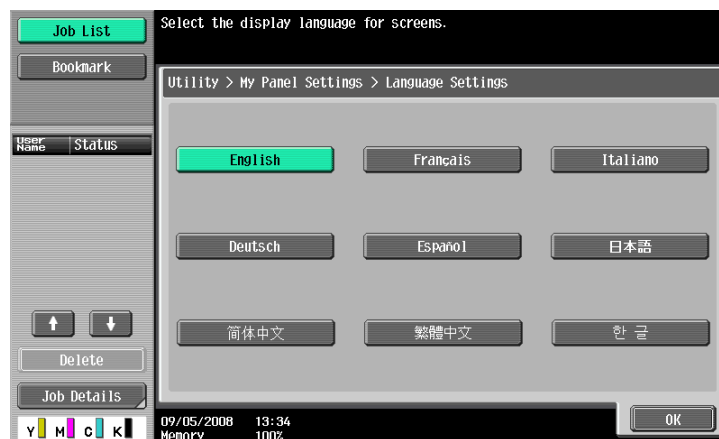 Job List
Bookmark
User Name Status
Delete
Job Details
Y M C K
Select the display language for screens.
Utility > My Panel Settings > Language Settings
English Français Italiano
Deutsch Español 日本語
简体中文 繁體中文 한 글
09/05/2008 13:34
Memory 100%
OK